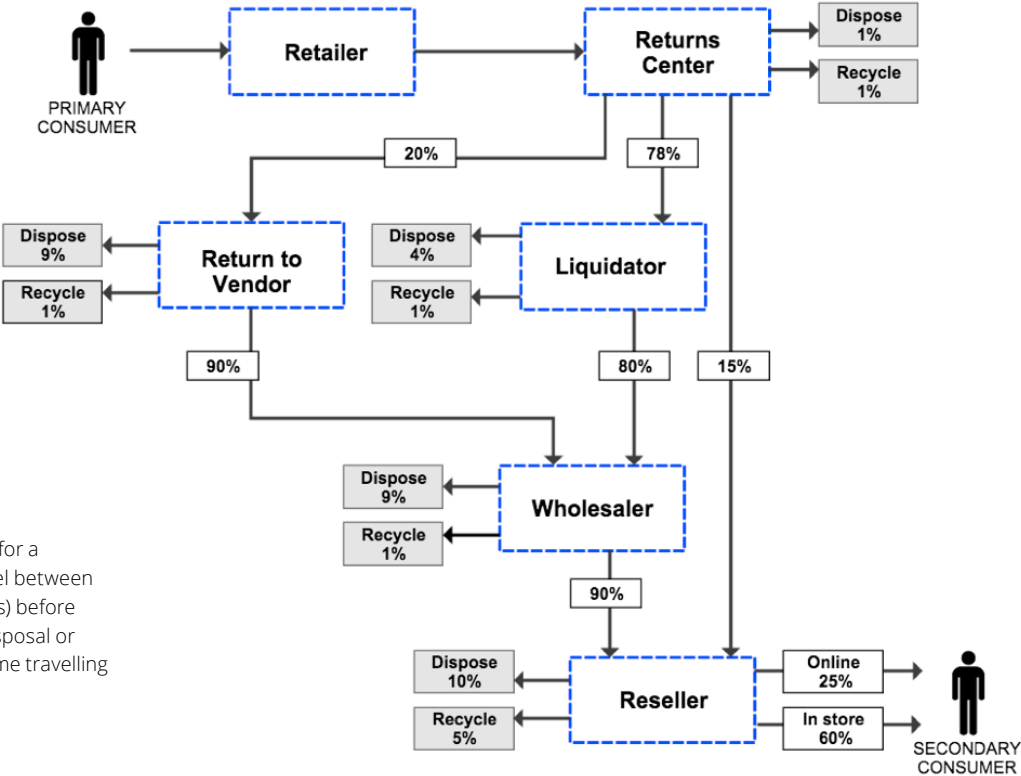 PRIMARY
CONSUMER
Retailer
Returns
Center
Dispose
1%
Recycle
1%
20%
78%
Dispose
9%
Recycle
1%
Return to
Vendor
Dispose
4%
Recycle
1%
Liquidator
90%
80%
15%
Dispose
9%
Recycle
1%
Wholesaler
for a
el between
s) before
sposal or
me travelling
90%
Dispose
10%
Recycle
5%
Reseller
Online
25%
In store
60%
SECONDARY
CONSUMER